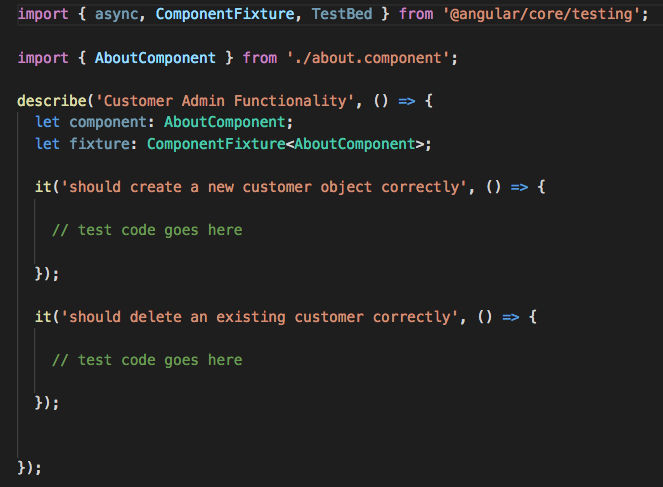 import { async, ComponentFixture, TestBed } from '@angular/core/testing';
import { AboutComponent } from './about.component';
describe('Customer Admin Functionality', () => {
let component: AboutComponent;
let fixture: ComponentFixture<AboutComponent>;
it('should create a new customer object correctly', () => {
// test code goes here
});
it('should delete an existing customer correctly', () => {
// test code goes here
});
});